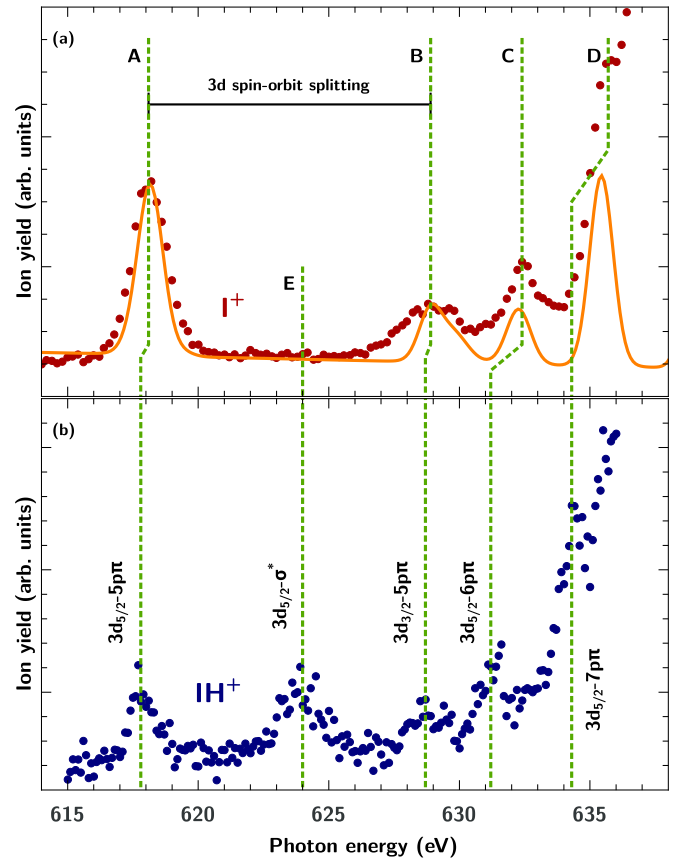 (a)
A
B
C
D
3d spin-orbit splitting
E
I⁺
Ion yield (arb. units)
(b)
3d₅/₂-5pπ
3d₅/₂-σ*
3d₃/₂-5pπ
3d₅/₂-6pπ
3d₅/₂-7pπ
IH⁺
Ion yield (arb. units)
615 620 625 630 635
Photon energy (eV)